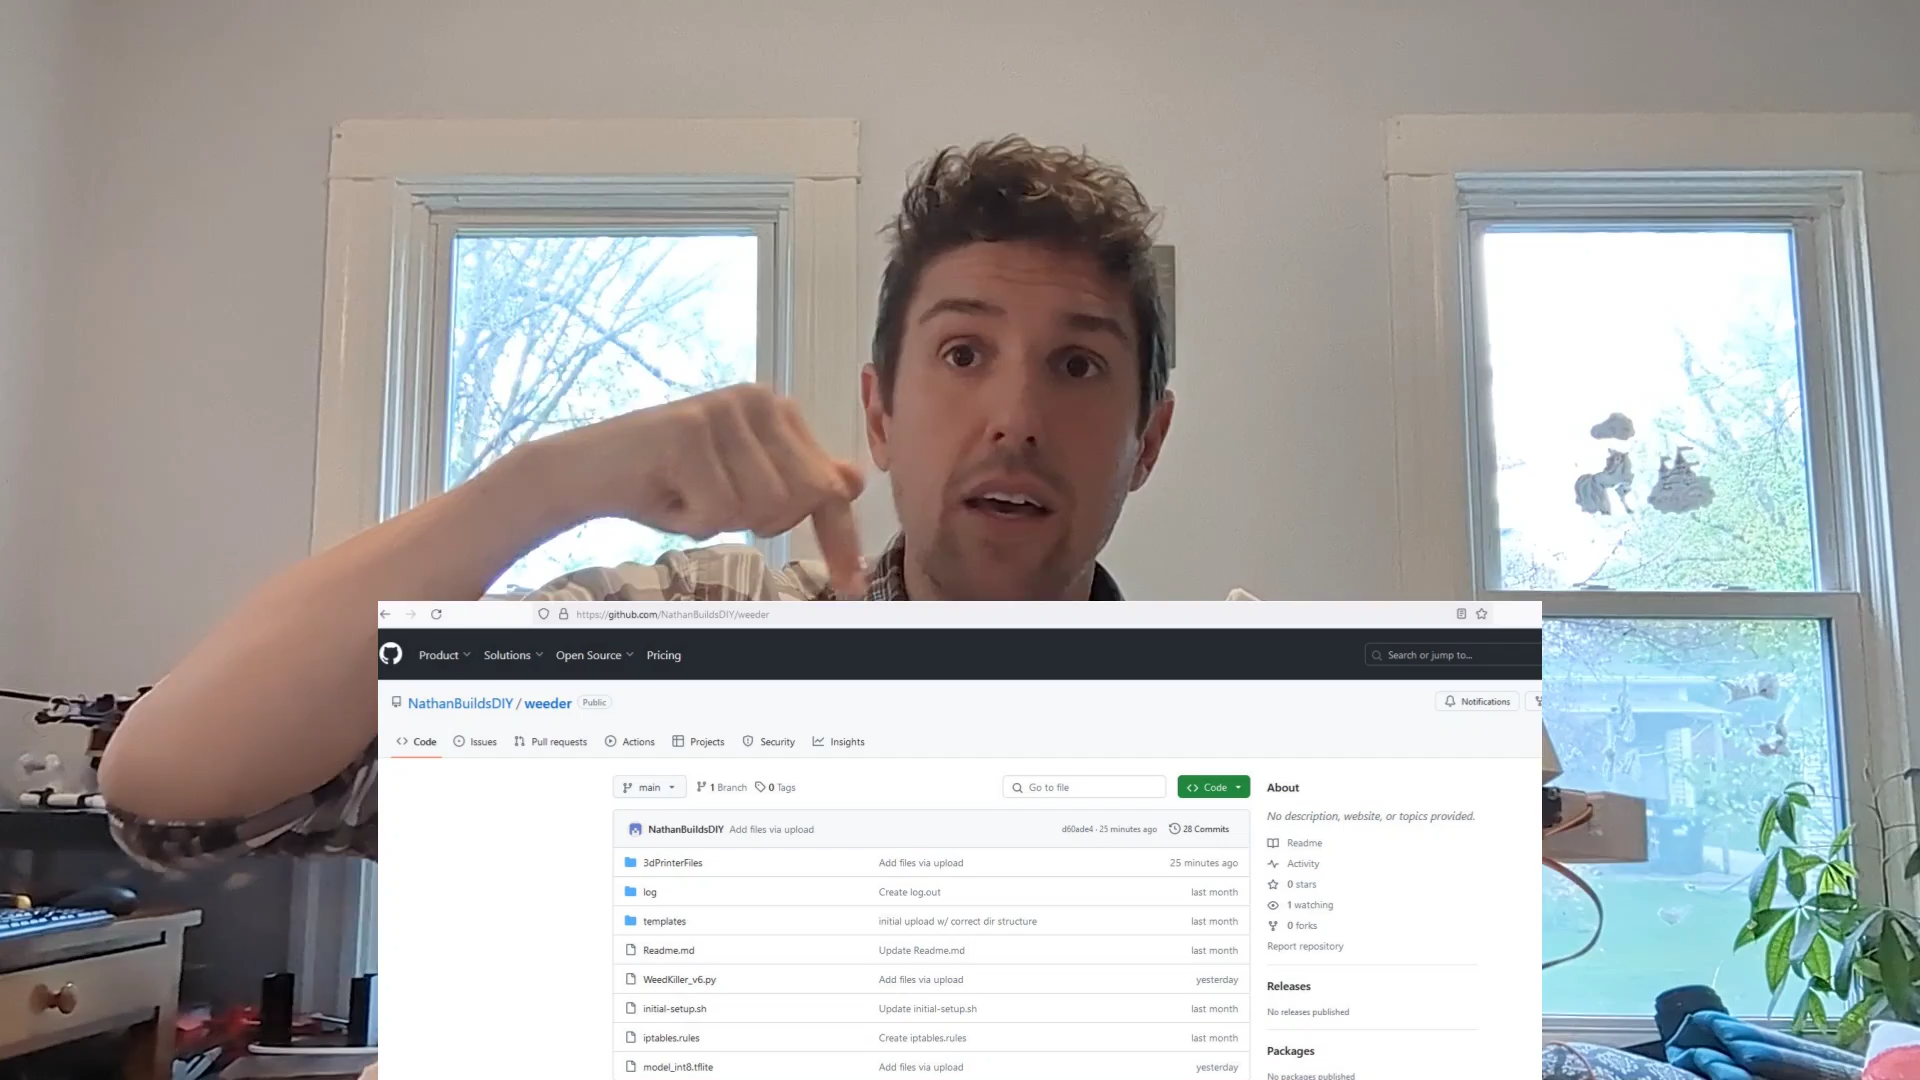 https://github.com/NathanBuildsDIY/weeder
Product Solutions Open Source Pricing
Search or jump to...
NathanBuildsDIY / weeder Public
Notifications
Code Issues Pull requests Actions Projects Security Insights
main 1 Branch 0 Tags
Go to file
Code
NathanBuildsDIY Add files via upload d60ade4 · 25 minutes ago 28 Commits
3dPrinterFiles Add files via upload 25 minutes ago
log Create log.out last month
templates initial upload w/ correct dir structure last month
Readme.md Update Readme.md last month
WeedKiller_v6.py Add files via upload yesterday
initial-setup.sh Update initial-setup.sh last month
iptables.rules Create iptables.rules last month
model_int8.tflite Add files via upload yesterday
About
No description, website, or topics provided.
Readme
Activity
0 stars
1 watching
0 forks
Report repository
Releases
No releases published
Packages
No packages published